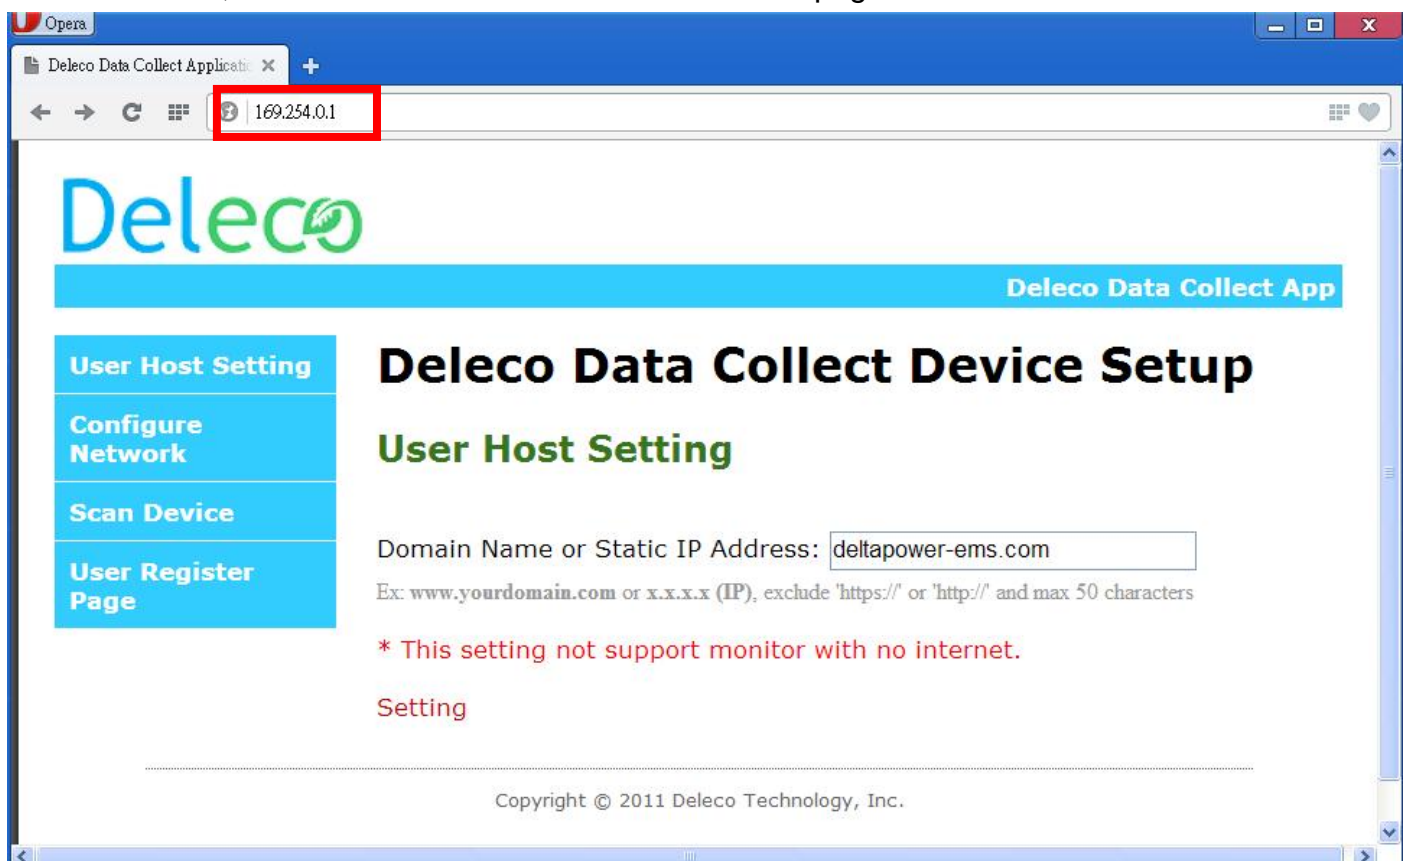 Opera
Deleco Data Collect Applicatio
169.254.0.1
Deleco
Deleco Data Collect App
User Host Setting
Configure
Network
Scan Device
User Register
Page
Deleco Data Collect Device Setup
User Host Setting
Domain Name or Static IP Address: deltapower-ems.com
Ex: www.yourdomain.com or x.x.x.x (IP), exclude 'https://' or 'http://' and max 50 characters
* This setting not support monitor with no internet.
Setting
Copyright © 2011 Deleco Technology, Inc.